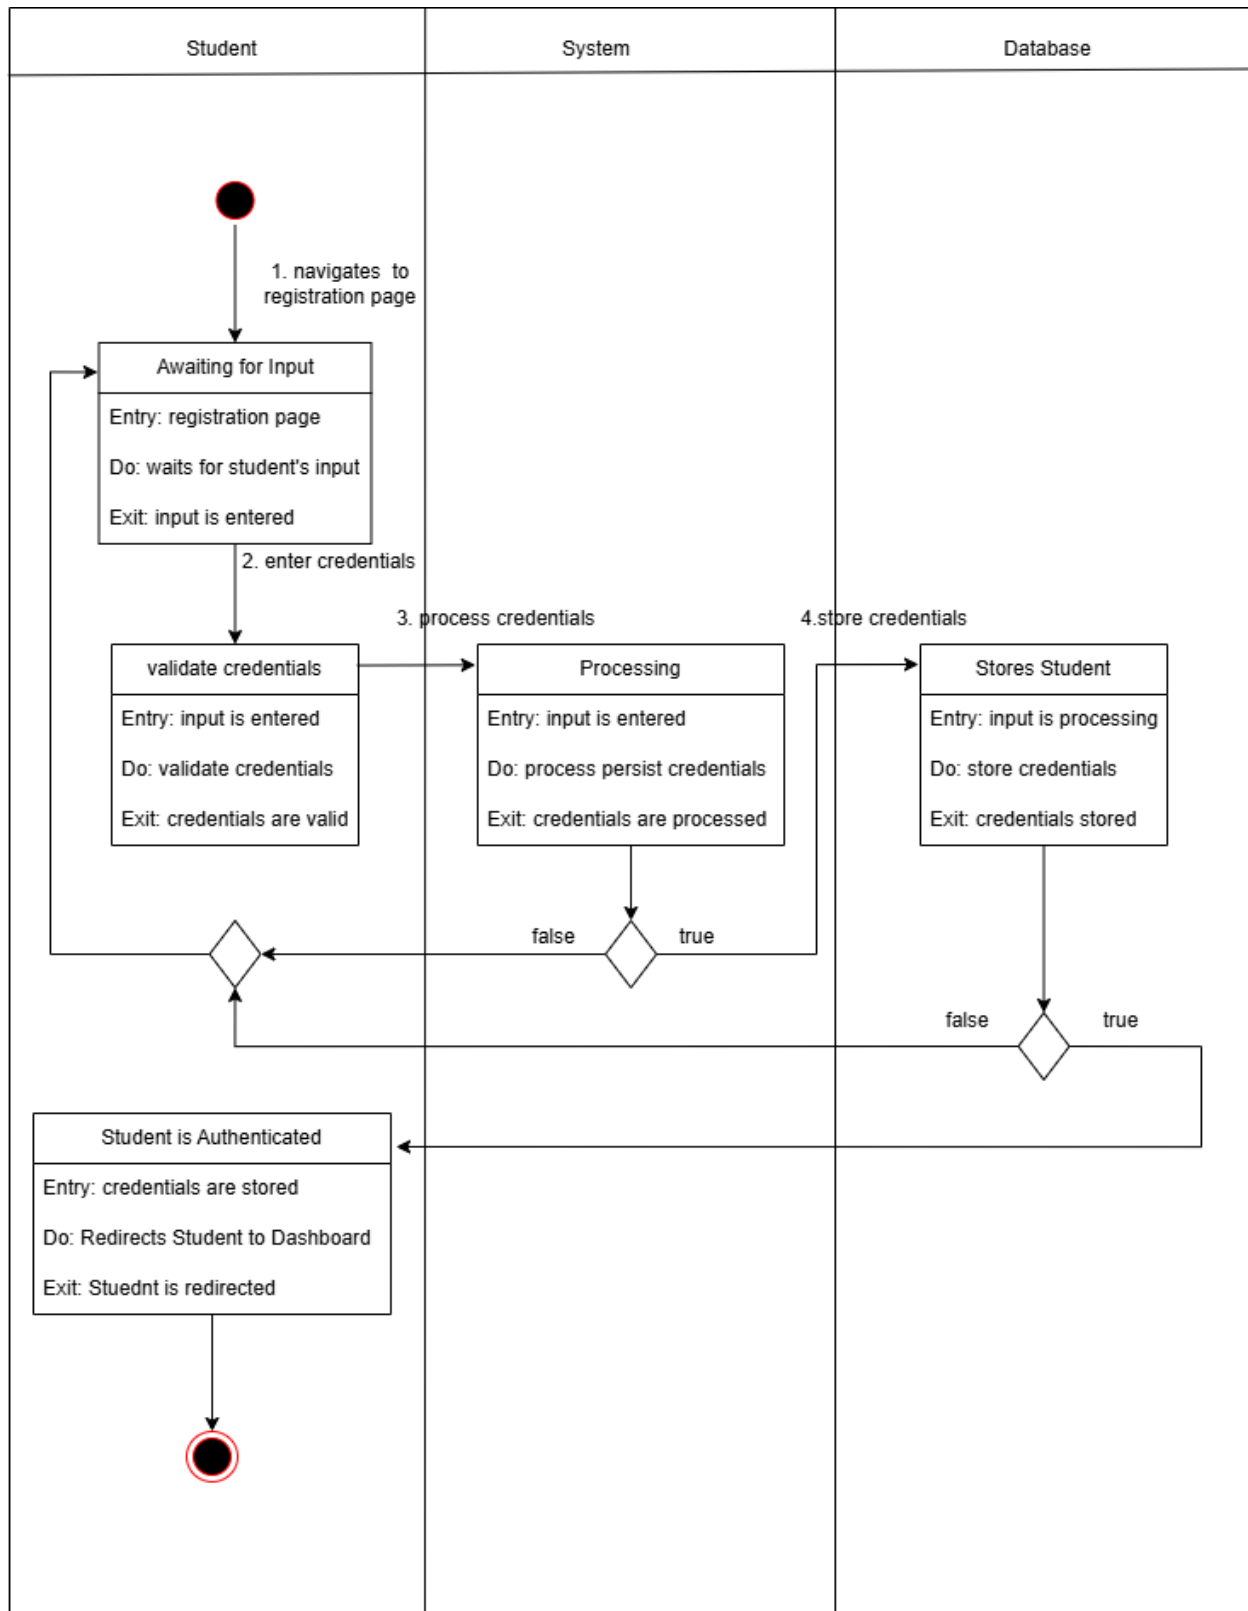 Student
System
Database
1. navigates to
registration page
Awaiting for Input
Entry: registration page
Do: waits for student's input
Exit: input is entered
2. enter credentials
3. process credentials
4.store credentials
validate credentials
Entry: input is entered
Do: validate credentials
Exit: credentials are valid
Processing
Entry: input is entered
Do: process persist credentials
Exit: credentials are processed
Stores Student
Entry: input is processing
Do: store credentials
Exit: credentials stored
false
true
false
true
Student is Authenticated
Entry: credentials are stored
Do: Redirects Student to Dashboard
Exit: Stuednt is redirected